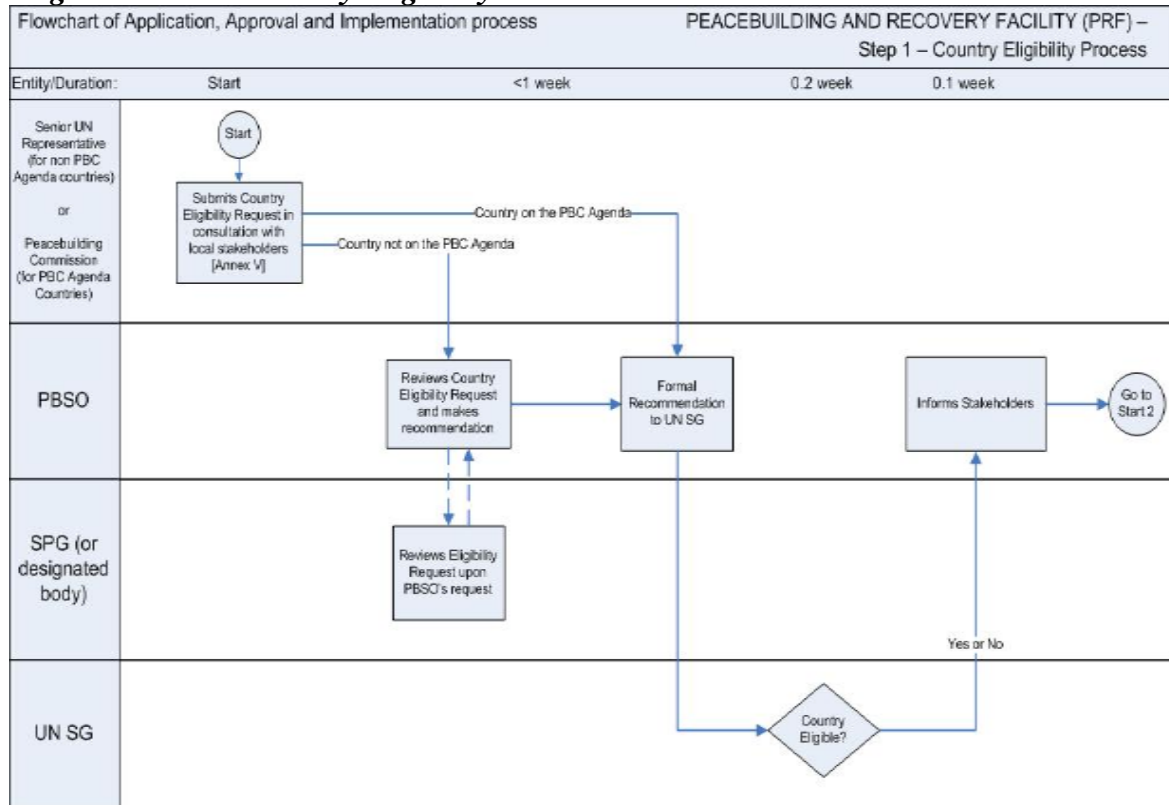 Flowchart of Application, Approval and Implementation process
PEACEBUILDING AND RECOVERY FACILITY (PRF) –
Step 1 – Country Eligibility Process
Entity/Duration:
Start
<1 week
0.2 week
0.1 week
Senior UN
Representative
(for non PBC
Agenda countries)
or
Peacebuilding
Commission
(for PBC Agenda
Countries)
Start
Submits Country
Eligibility Request in
consultation with
local stakeholders
[Annex V]
Country on the PBC Agenda
Country not on the PBC Agenda
PBSO
Reviews Country
Eligibility Request
and makes
recommendation
Formal
Recommendation
to UN SG
Informs Stakeholders
Go to
Start 2
SPG (or
designated
body)
Reviews Eligibility
Request upon
PBSO's request
Yes or No
UN SG
Country
Eligible?